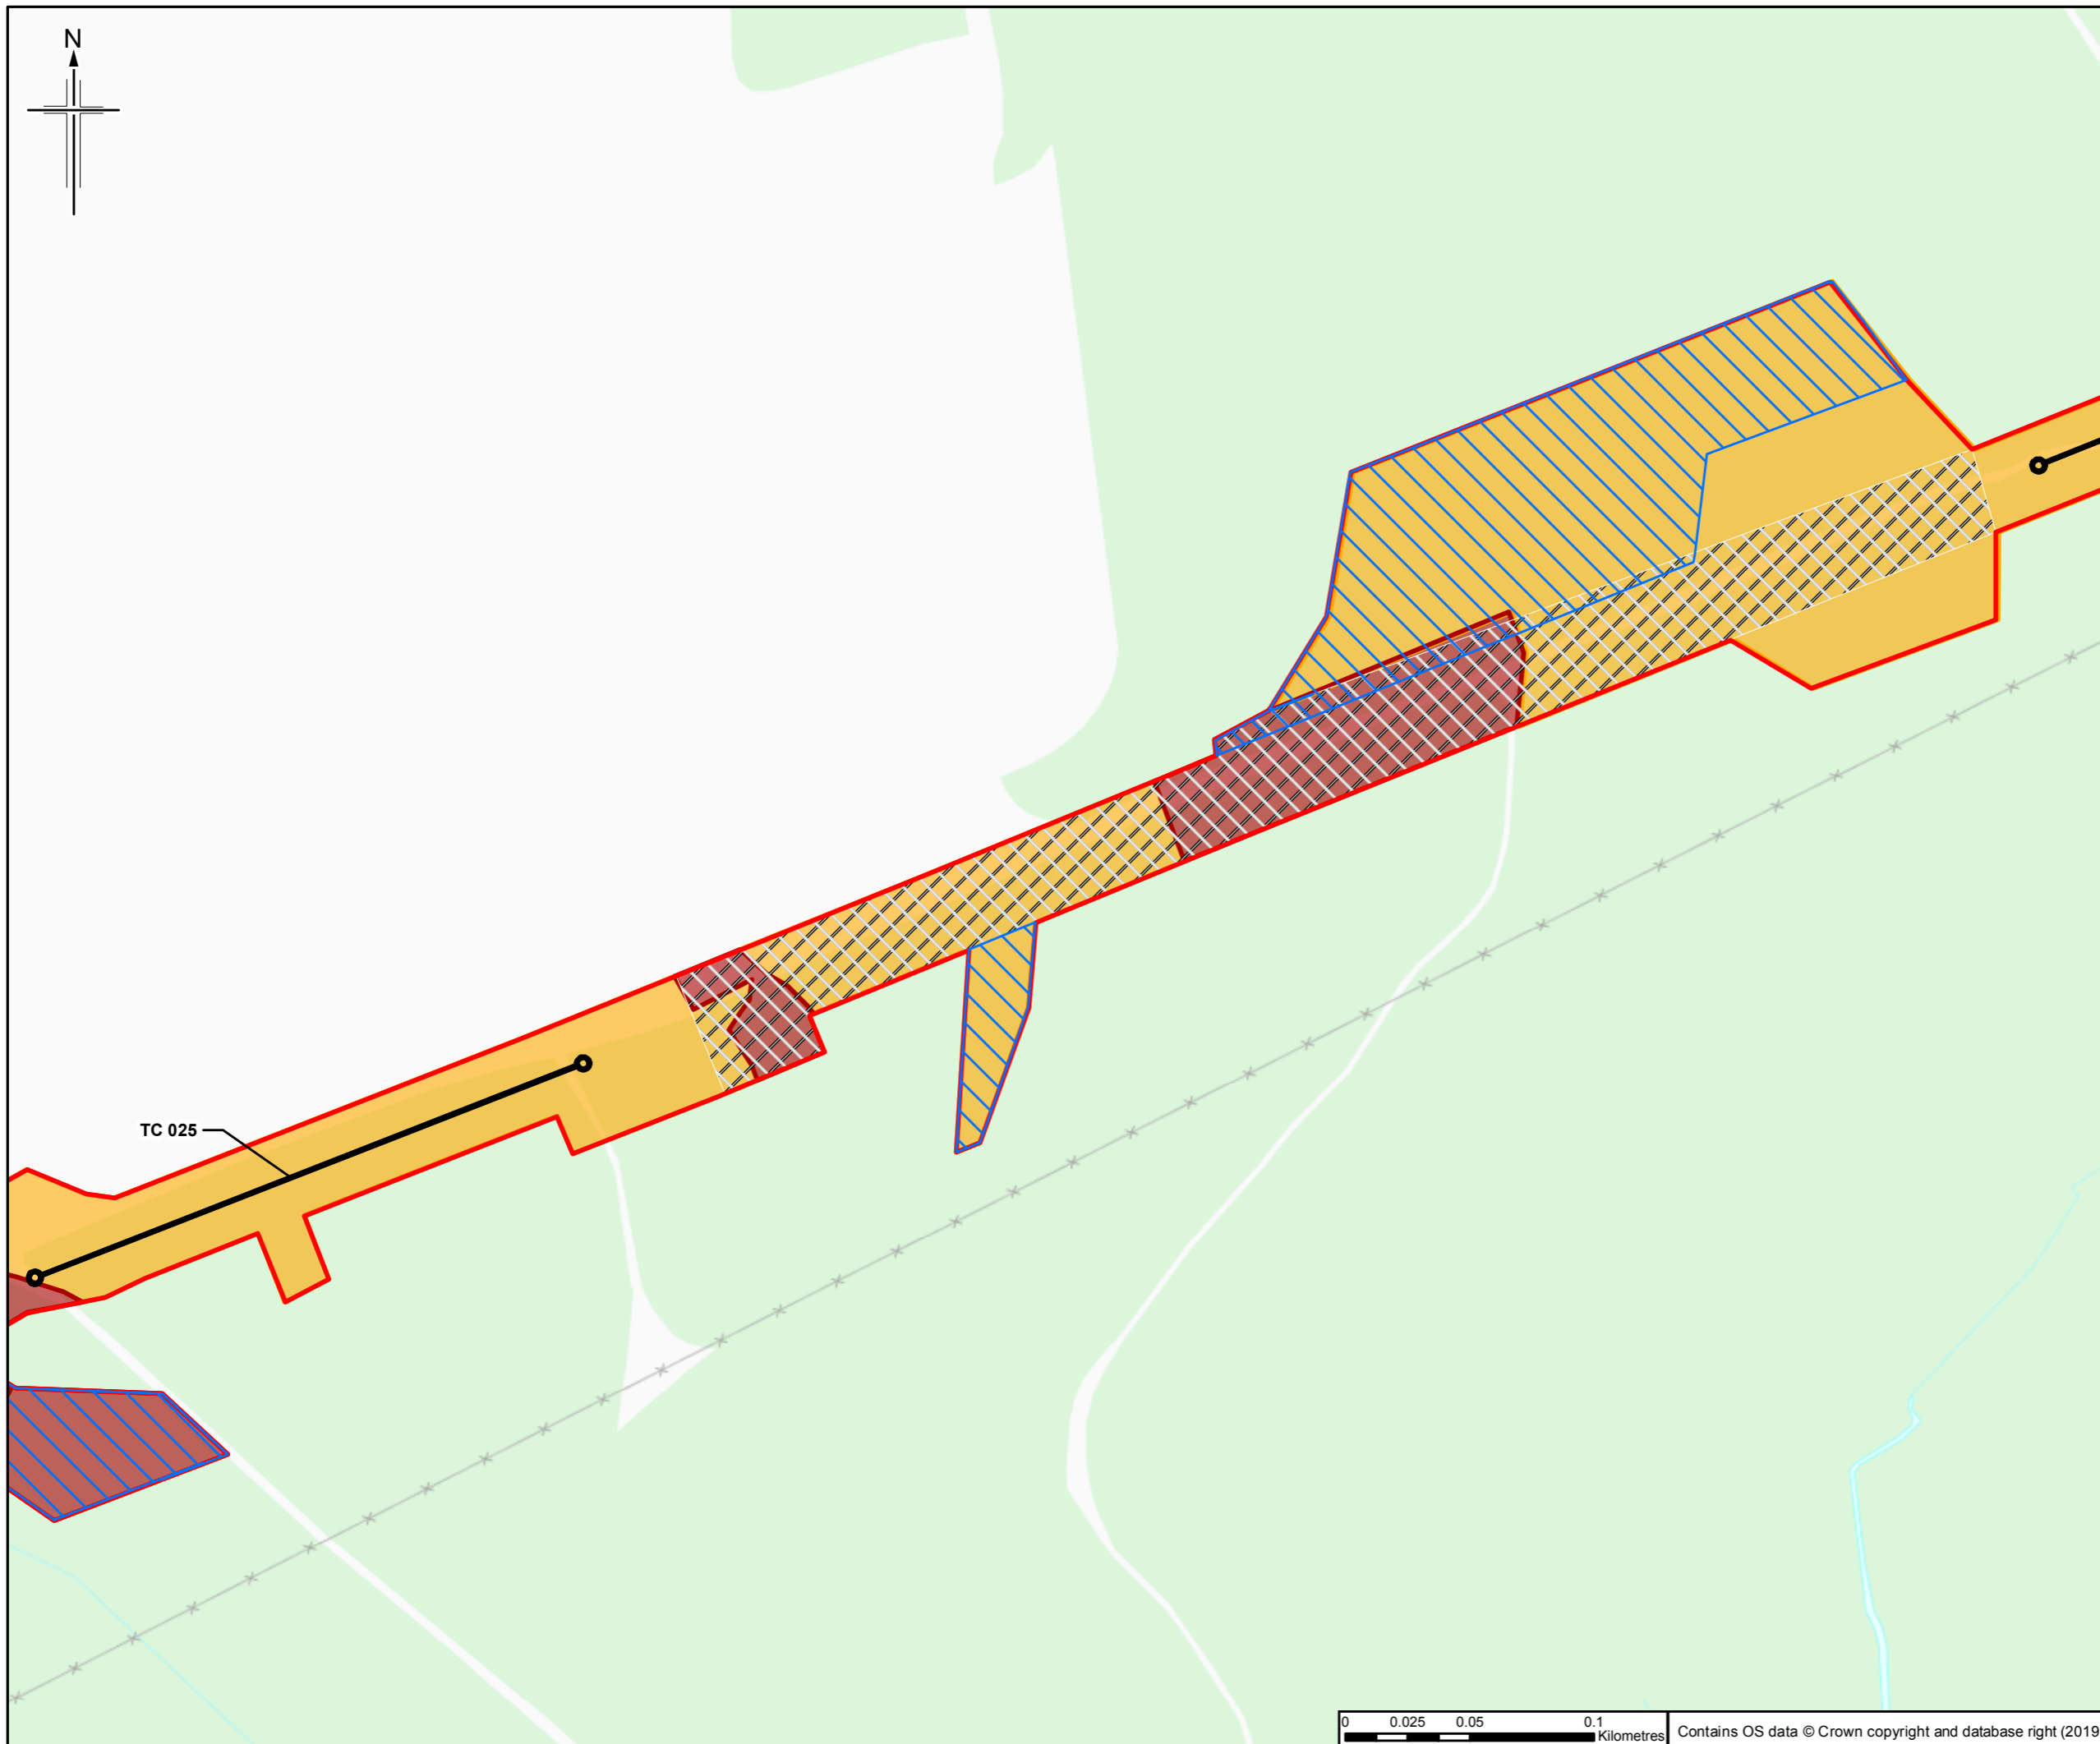 N
TC 025
0 0.025 0.05 0.1
Kilometres
Contains OS data © Crown copyright and database right (2019